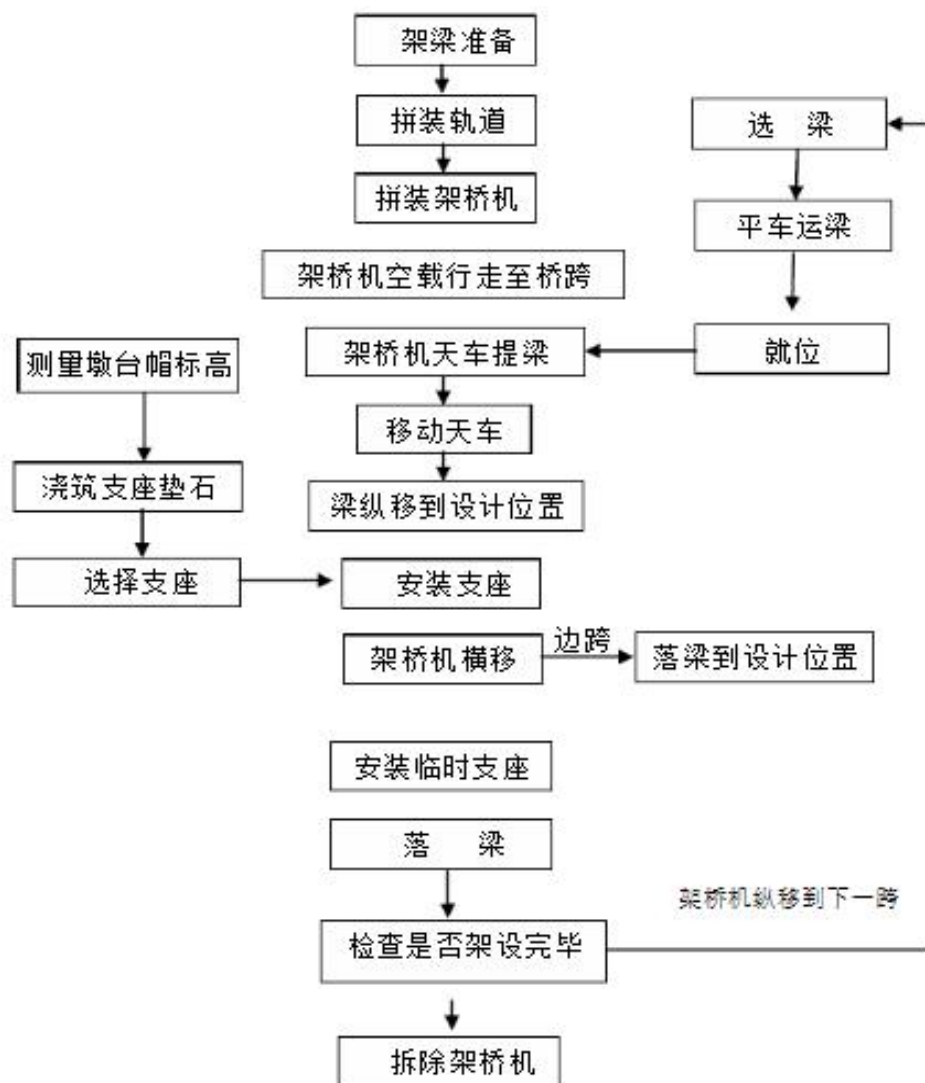 架梁准备
拼装轨道
选 梁
拼装架桥机
平车运梁
架桥机空载行走至桥跨
测量墩台帽标高
架桥机天车提梁
就位
移动天车
浇筑支座垫石
梁纵移到设计位置
选择支座
安装支座
架桥机横移
边跨
落梁到设计位置
安装临时支座
落 梁
架桥机纵移到下一跨
检查是否架设完毕
拆除架桥机